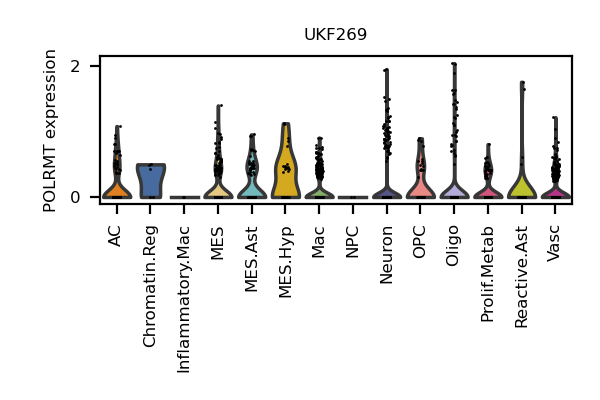 UKF269
POLRMT expression
2
0
AC
Chromatin.Reg
Inflammatory.Mac
MES
MES.Ast
MES.Hyp
Mac
NPC
Neuron
OPC
Oligo
Prolif.Metab
Reactive.Ast
Vasc